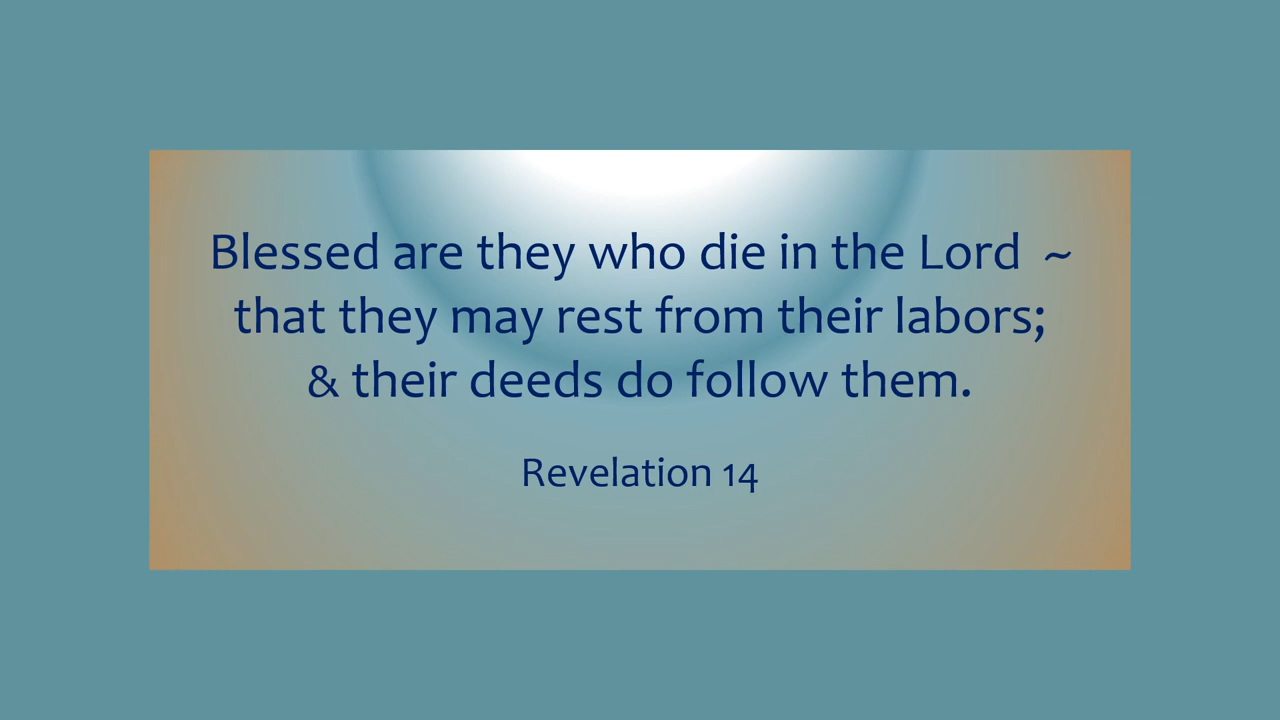 Blessed are they who die in the Lord ~
that they may rest from their labors;
& their deeds do follow them.
Revelation 14